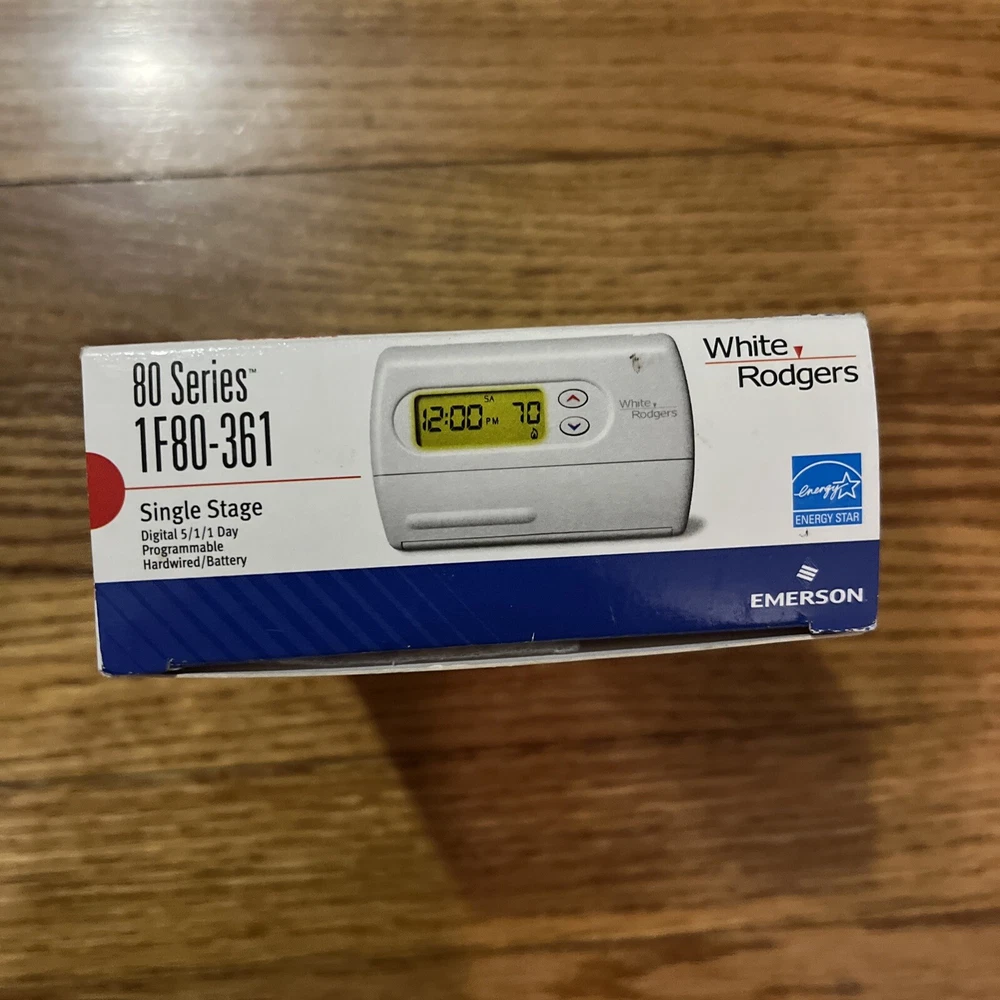 80 Series™
1F80-361
Single Stage
Digital 5/1/1 Day
Programmable
Hardwired/Battery
SA
12:00 PM 70
White
Rodgers
White
Rodgers
energy
ENERGY STAR
EMERSON